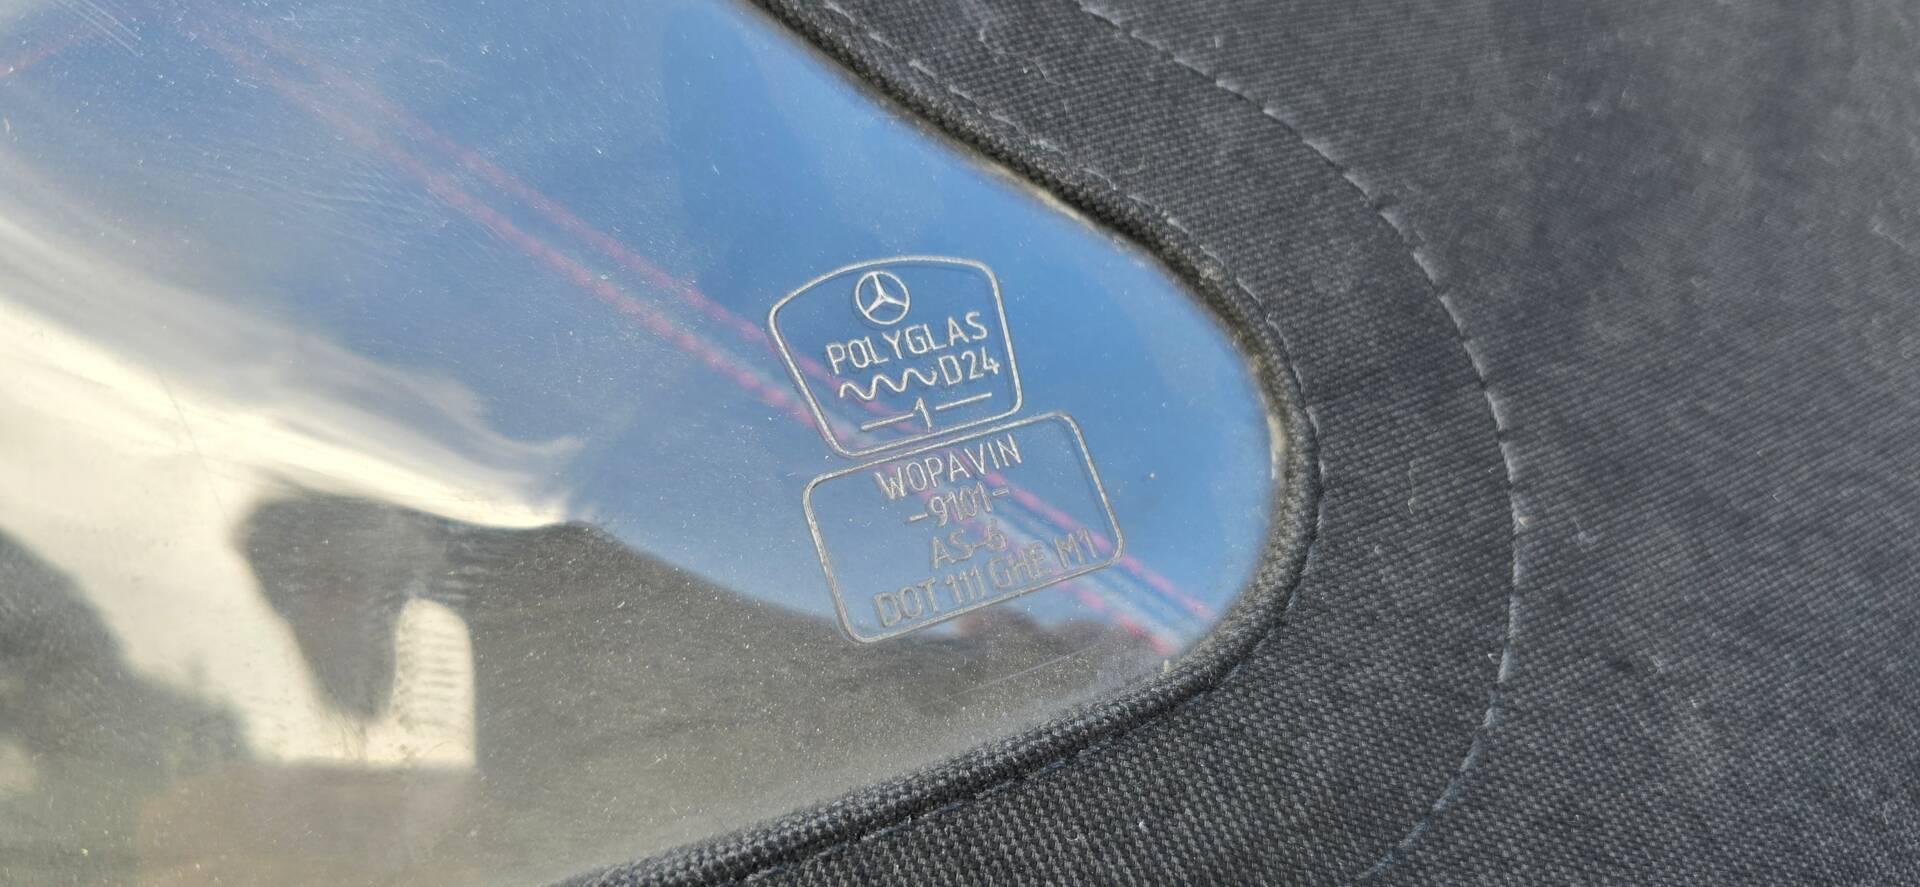 POLYGLAS
D24
1
WOPAVIN
-9101-
AS-6
DOT 111 GHE M1